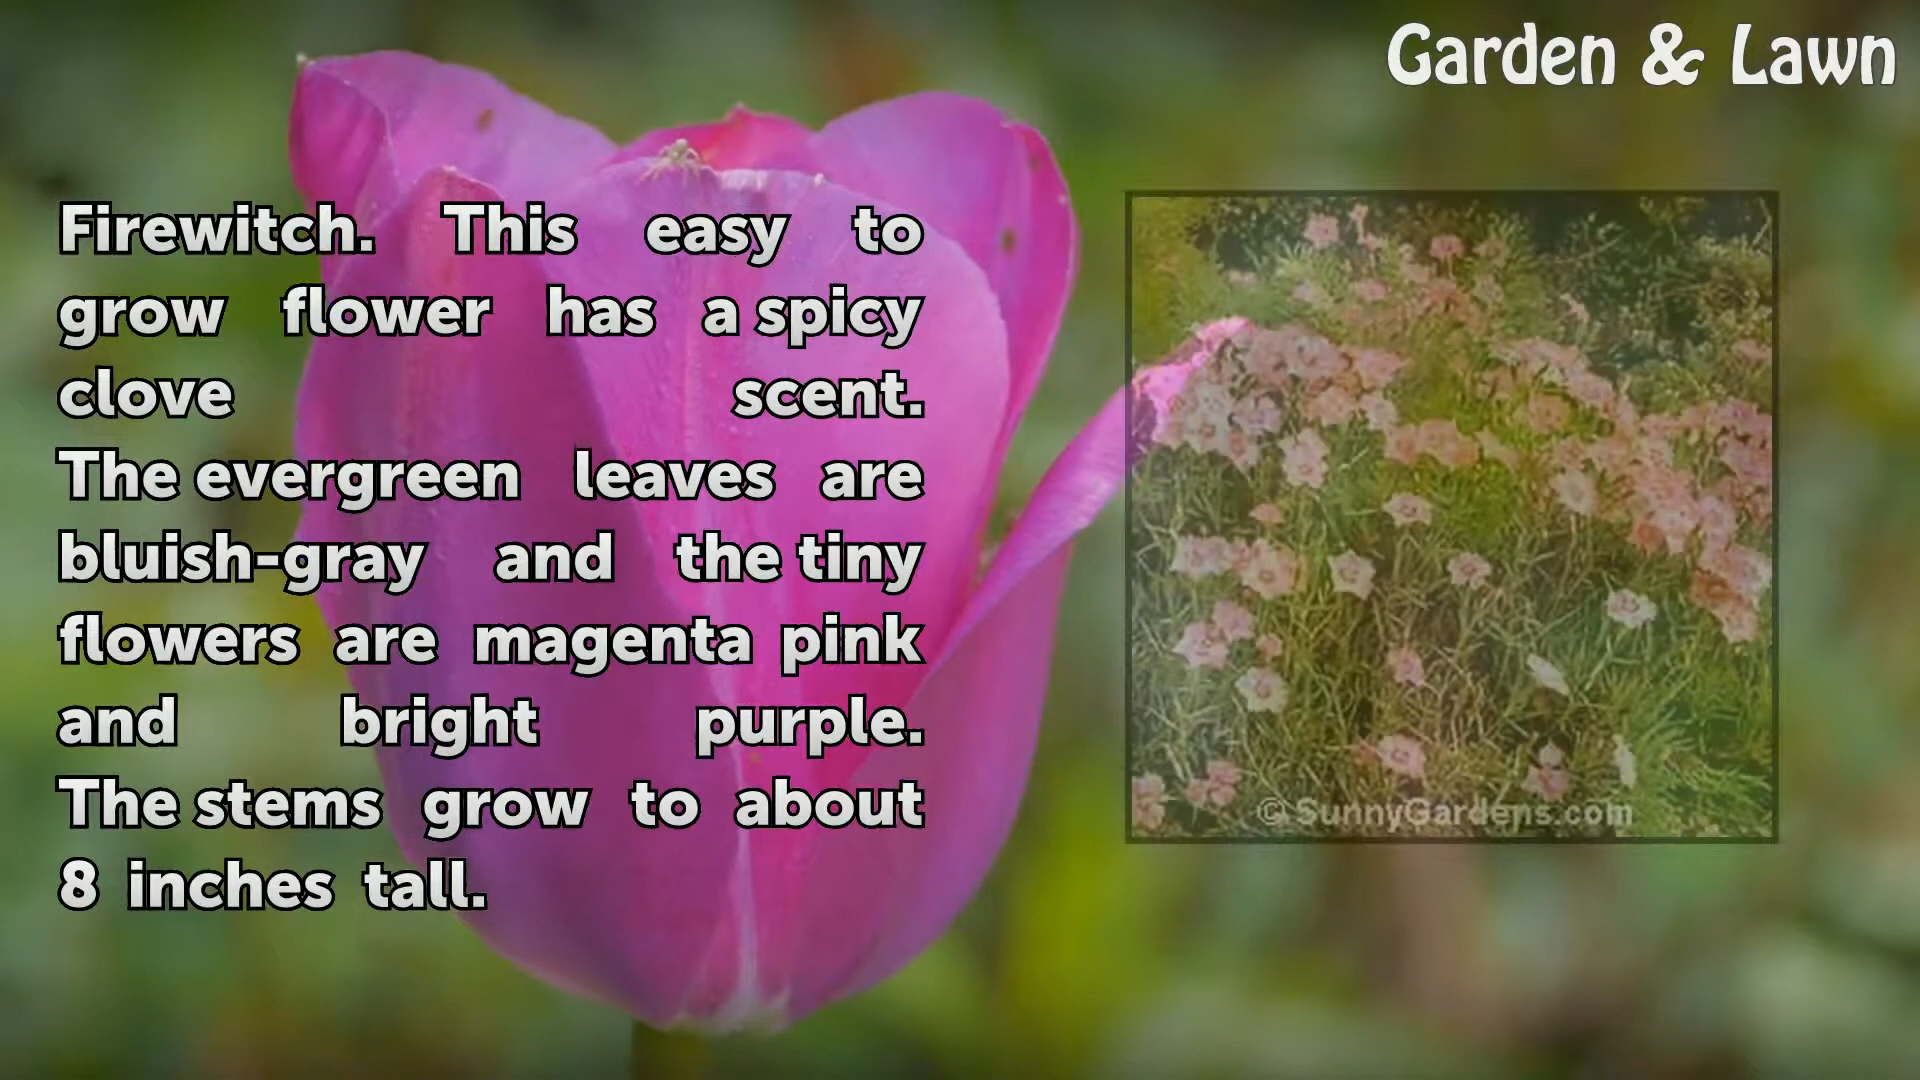 Garden & Lawn
Firewitch. This easy to
grow flower has a spicy
clove scent.
The evergreen leaves are
bluish-gray and the tiny
flowers are magenta pink
and bright purple.
The stems grow to about
8 inches tall.
© SunnyGardens.com